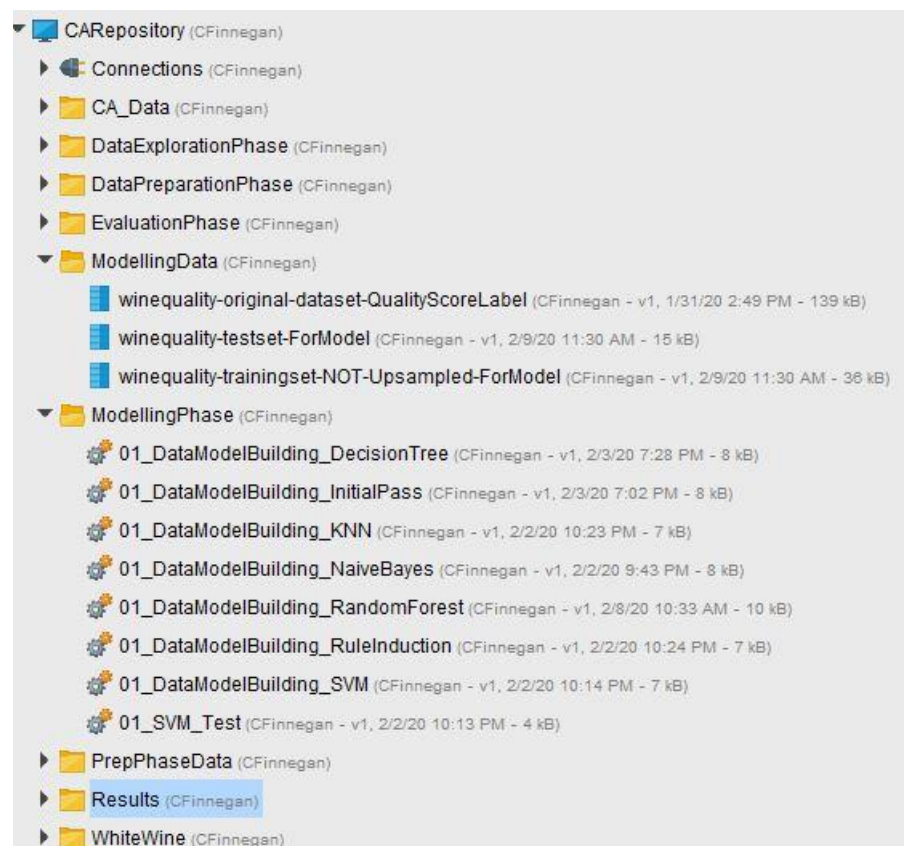 CARepository (CFinnegan)
Connections (CFinnegan)
CA_Data (CFinnegan)
DataExplorationPhase (CFinnegan)
DataPreparationPhase (CFinnegan)
EvaluationPhase (CFinnegan)
ModellingData (CFinnegan)
winequality-original-dataset-QualityScoreLabel (CFinnegan - v1, 1/31/20 2:49 PM - 139 kB)
winequality-testset-ForModel (CFinnegan - v1, 2/9/20 11:30 AM - 15 kB)
winequality-trainingset-NOT-Upsampled-ForModel (CFinnegan - v1, 2/9/20 11:30 AM - 36 kB)
ModellingPhase (CFinnegan)
01_DataModelBuilding_DecisionTree (CFinnegan - v1, 2/3/20 7:28 PM - 8 kB)
01_DataModelBuilding_InitialPass (CFinnegan - v1, 2/3/20 7:02 PM - 8 kB)
01_DataModelBuilding_KNN (CFinnegan - v1, 2/2/20 10:23 PM - 7 kB)
01_DataModelBuilding_NaiveBayes (CFinnegan - v1, 2/2/20 9:43 PM - 8 kB)
01_DataModelBuilding_RandomForest (CFinnegan - v1, 2/8/20 10:33 AM - 10 kB)
01_DataModelBuilding_RuleInduction (CFinnegan - v1, 2/2/20 10:24 PM - 7 kB)
01_DataModelBuilding_SVM (CFinnegan - v1, 2/2/20 10:14 PM - 7 kB)
01_SVM_Test (CFinnegan - v1, 2/2/20 10:13 PM - 4 kB)
PrepPhaseData (CFinnegan)
Results (CFinnegan)
WhiteWine (CFinnegan)